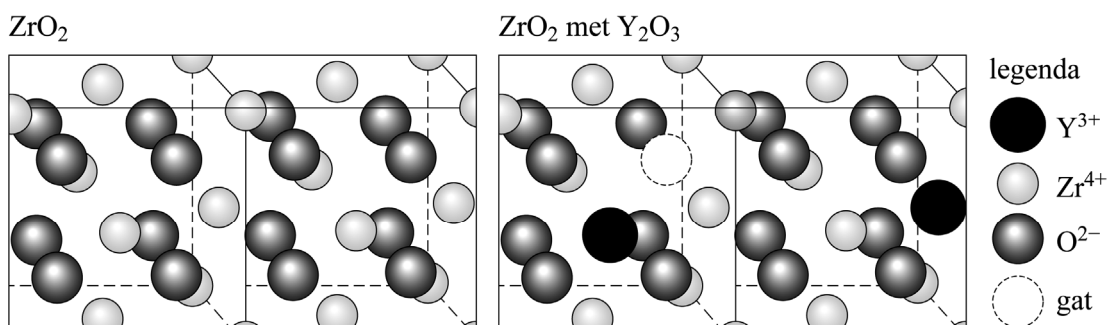 ZrO₂
ZrO₂ met Y₂O₃
legenda
Y³⁺
Zr⁴⁺
O²⁻
gat